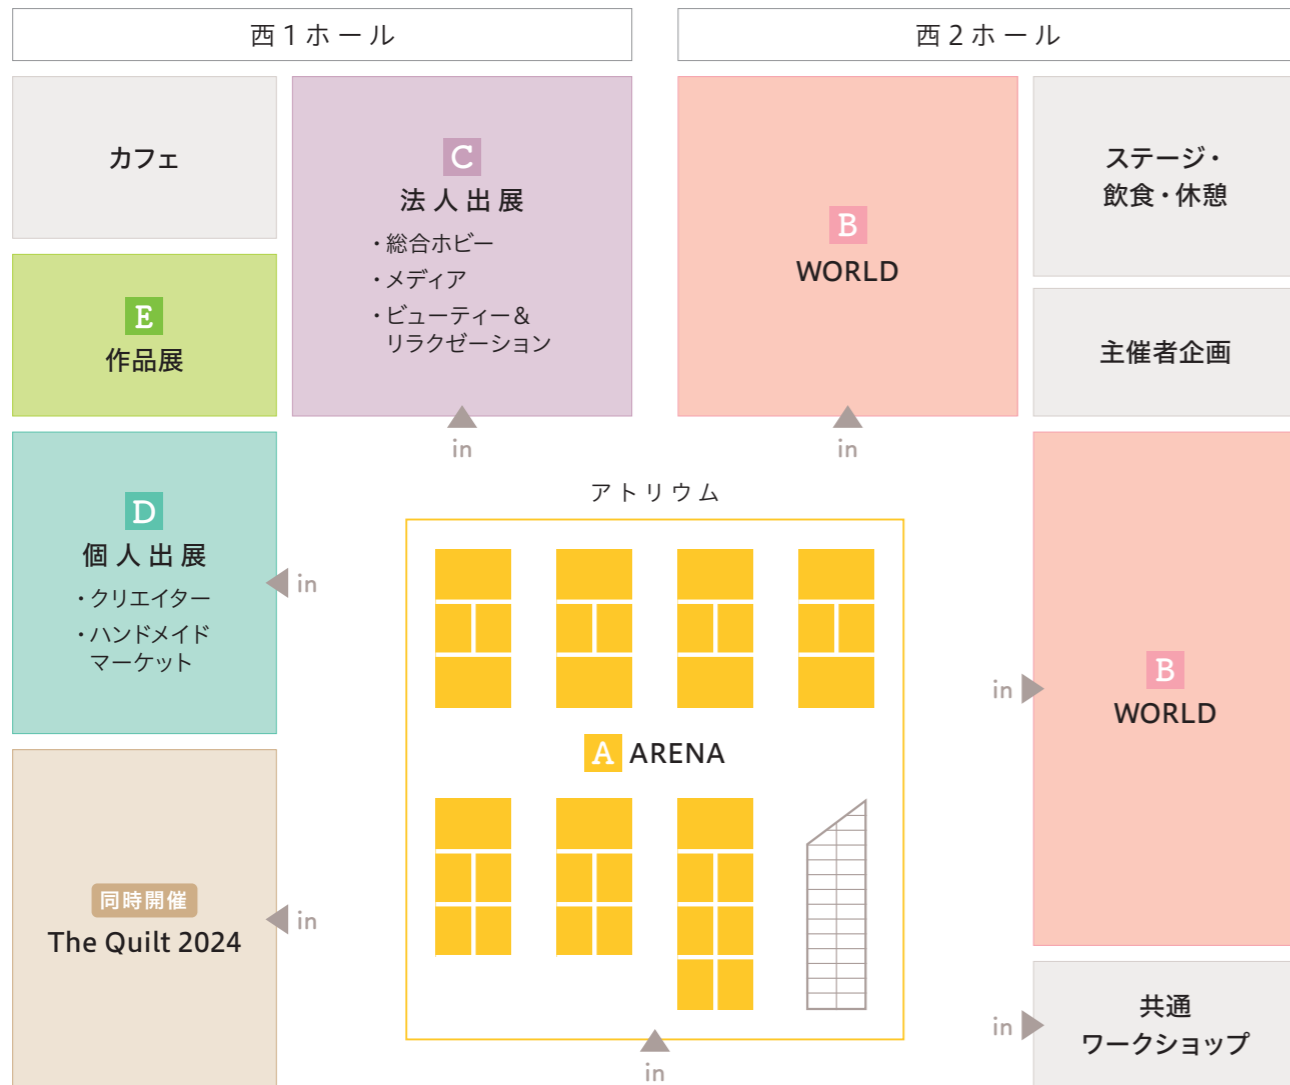 西1ホール
西2ホール
カフェ
C
法人出展
・総合ホビー
・メディア
・ビューティー&
リラクゼーション
in
B
WORLD
in
ステージ・
飲食・休憩
主催者企画
E
作品展
D
個人出展
・クリエイター
・ハンドメイド
マーケット
in
アトリウム
A ARENA
in
B
WORLD
in
同時開催
The Quilt 2024
in
共通
ワークショップ
in